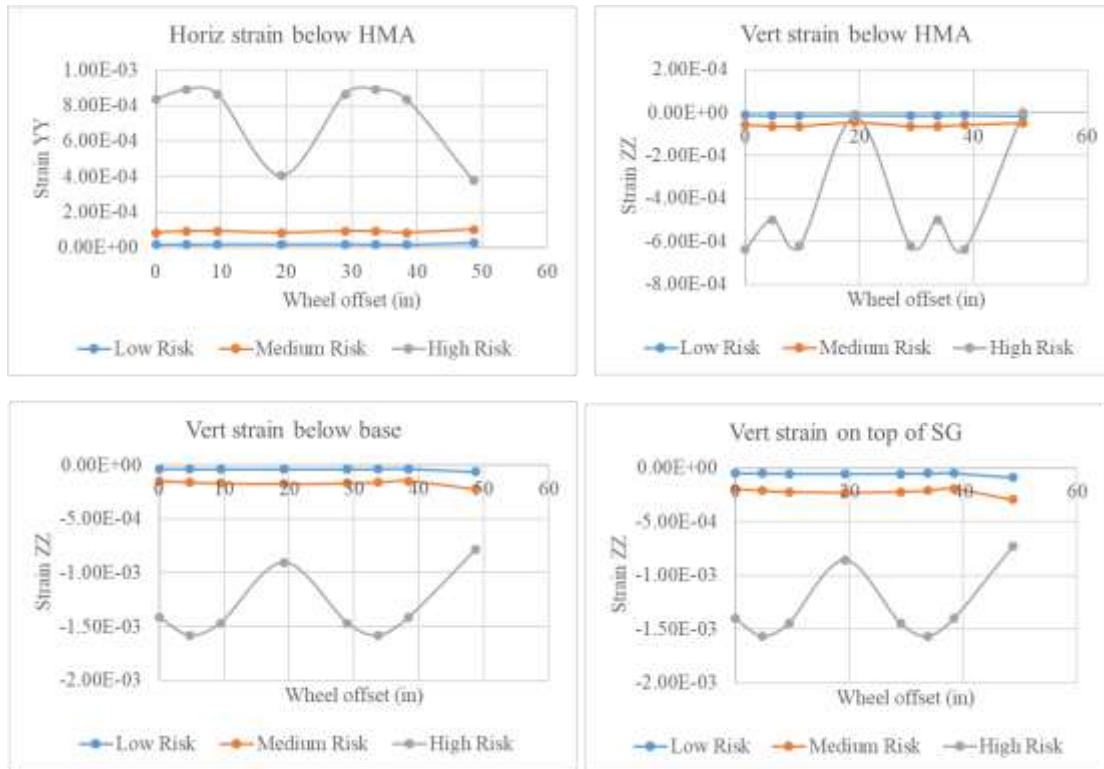 Horiz strain below HMA
1.00E-03
8.00E-04
6.00E-04
4.00E-04
2.00E-04
0.00E+00
Strain YY
0 10 20 30 40 50 60
Wheel offset (in)
Low Risk Medium Risk High Risk
Vert strain below HMA
2.00E-04
0.00E+00
-2.00E-04
-4.00E-04
-6.00E-04
-8.00E-04
Strain ZZ
0 20 40 60
Wheel offset (in)
Low Risk Medium Risk High Risk
Vert strain below base
0.00E+00
-5.00E-04
-1.00E-03
-1.50E-03
-2.00E-03
Strain ZZ
0 10 20 30 40 50 60
Wheel offset (in)
Low Risk Medium Risk High Risk
Vert strain on top of SG
0.00E+00
-5.00E-04
-1.00E-03
-1.50E-03
-2.00E-03
Strain ZZ
0 20 40 60
Wheel offset (in)
Low Risk Medium Risk High Risk